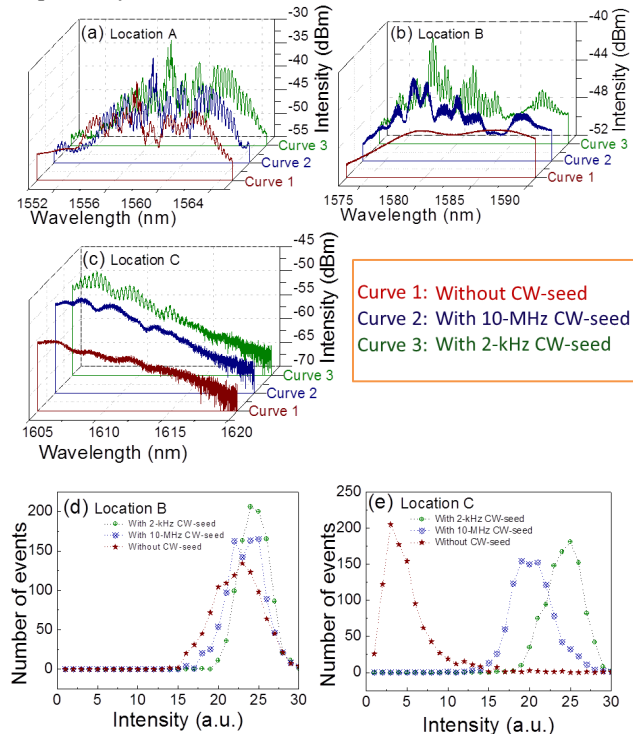 (a) Location A
-30
-35
-40
-45
-50
-55
Intensity (dBm)
Curve 3
Curve 2
Curve 1
1552
1556
1560
1564
Wavelength (nm)
(b) Location B
-40
-44
-48
-52
Intensity (dBm)
Curve 3
Curve 2
Curve 1
1575
1580
1585
1590
Wavelength (nm)
(c) Location C
-45
-50
-55
-60
-65
-70
Intensity (dBm)
Curve 3
Curve 2
Curve 1
1605
1610
1615
1620
Wavelength (nm)
Curve 1: Without CW-seed
Curve 2: With 10-MHz CW-seed
Curve 3: With 2-kHz CW-seed
(d) Location B
With 2-kHz CW-seed
With 10-MHz CW-seed
Without CW-seed
200
150
100
50
0
Number of events
0 5 10 15 20 25 30
Intensity (a.u.)
(e) Location C
With 2-kHz CW-seed
With 10-MHz CW-seed
Without CW-seed
250
200
150
100
50
0
Number of events
0 5 10 15 20 25 30
Intensity (a.u.)